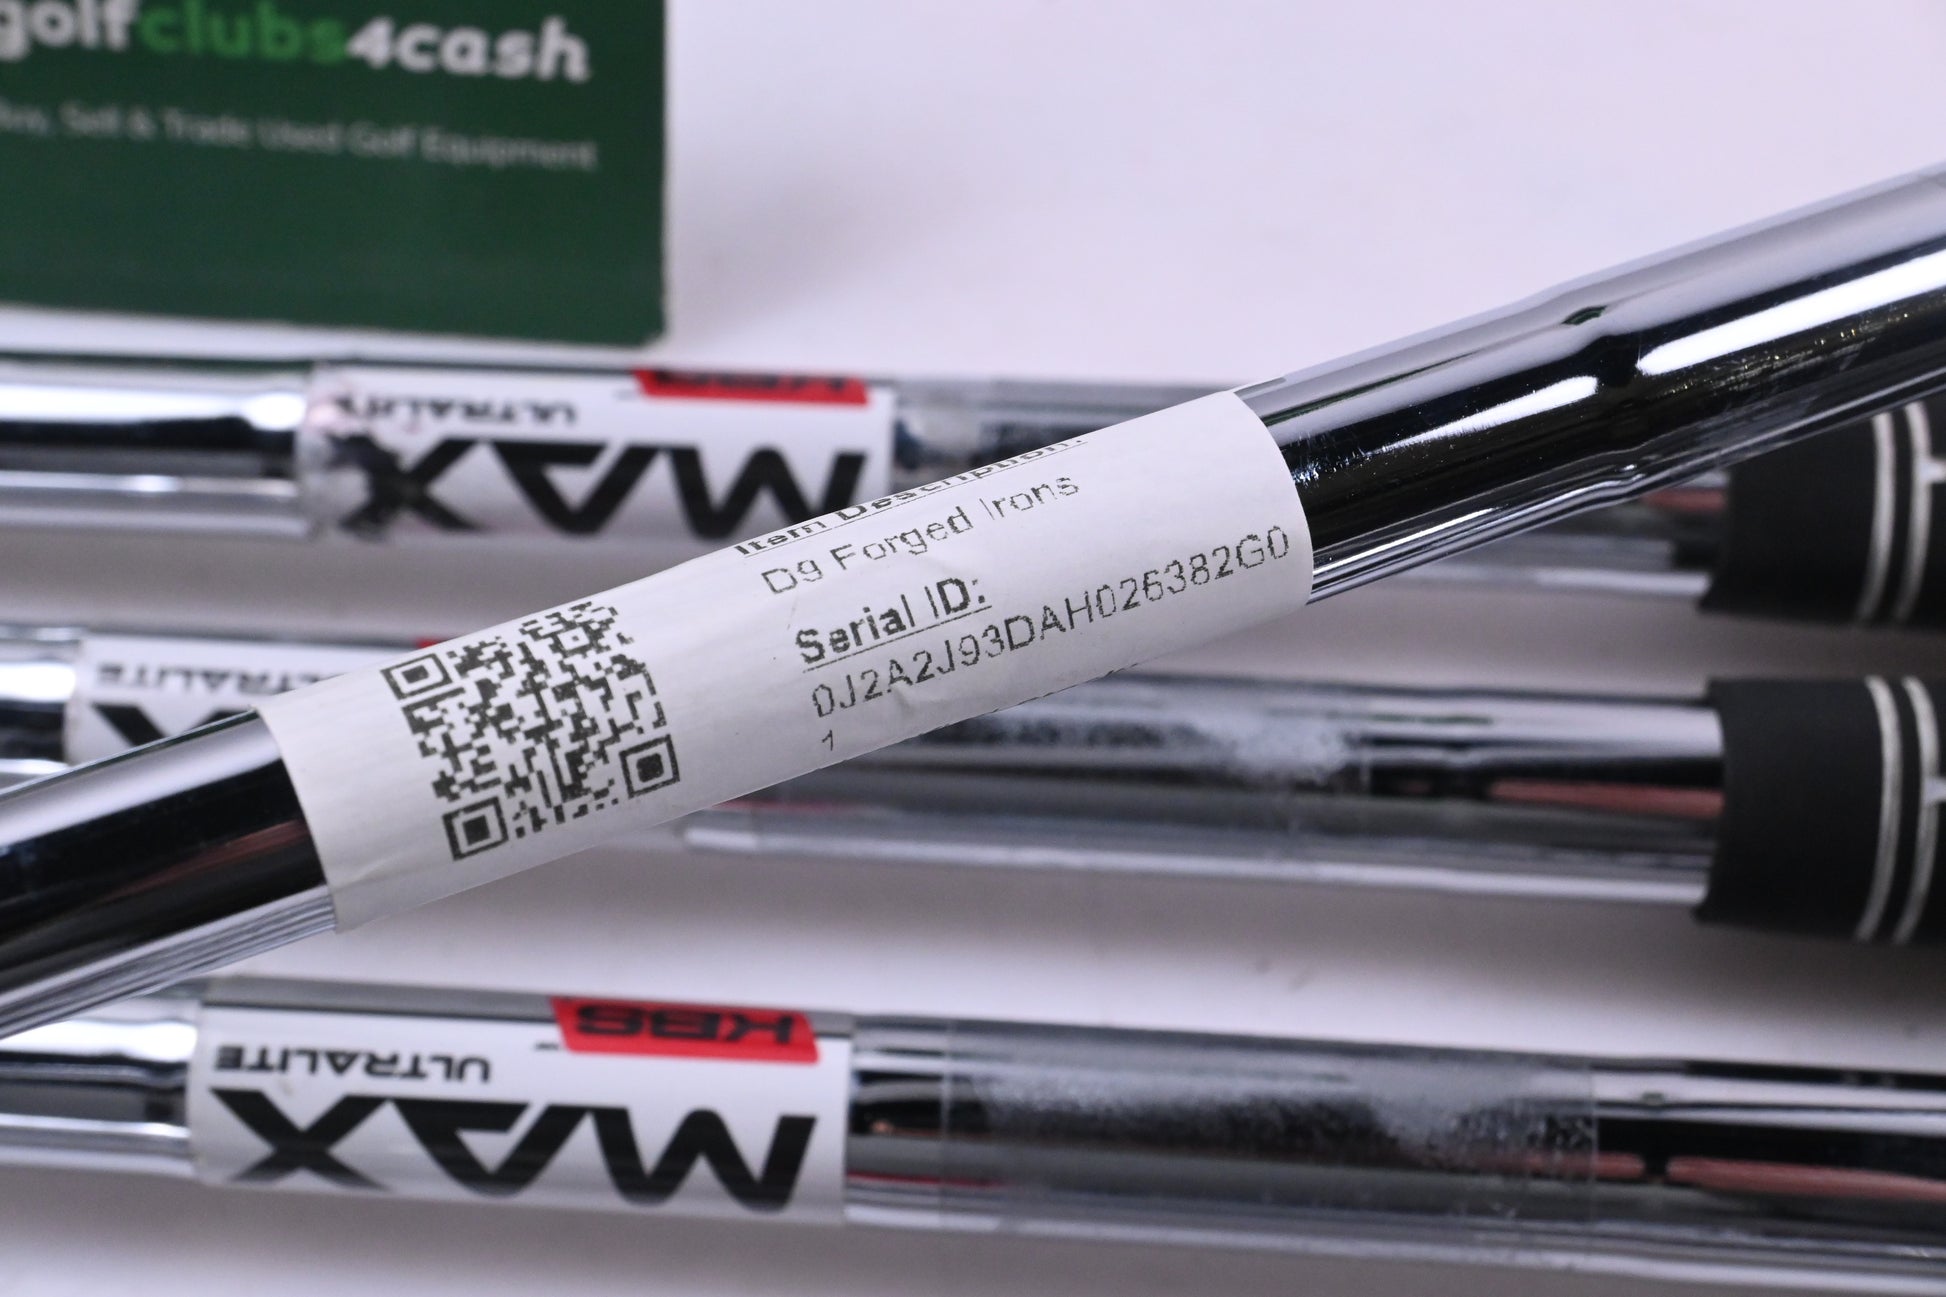 golfclubs4cash
Buy, Sell & Trade Used Golf Equipment
KBS
ULTRALITE
MAX
Item Description:
D9 Forged Irons
Serial ID:
0J2A2J93DAH026382G0
1
ULTRALITE
KBS
ULTRALITE
MAX